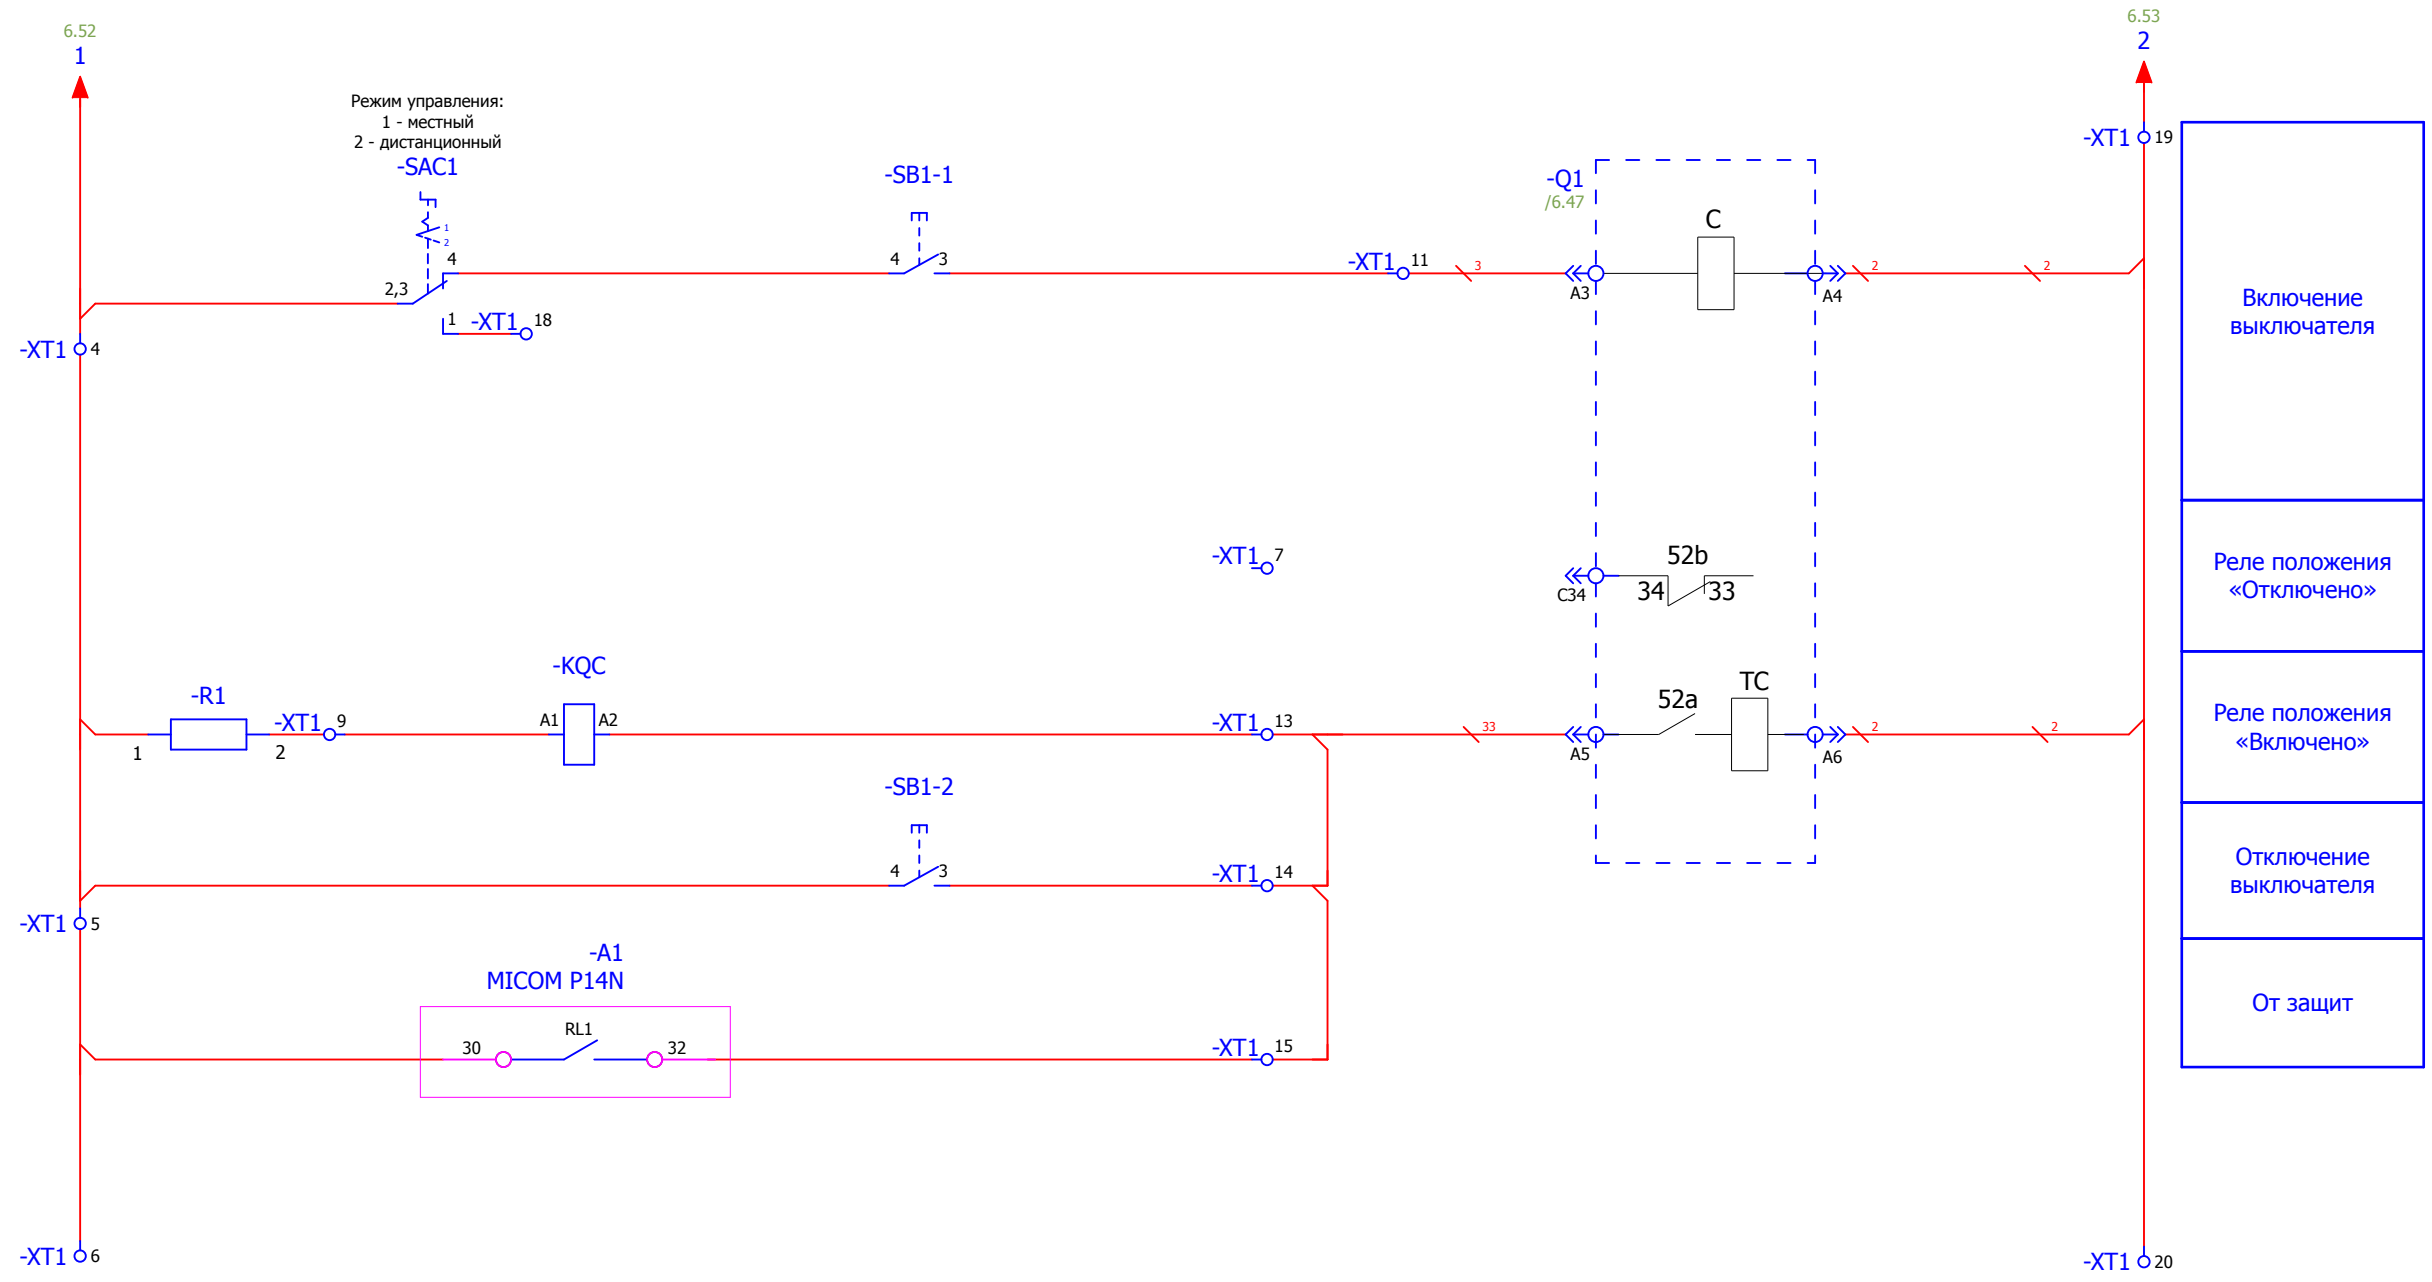 6.52
1
6.53
2
Режим управления:
1 - местный
2 - дистанционный
-SAC1
1
2
4
2,3
1
-XT1 18
-XT1 4
-SB1-1
4 3
-XT1 11
3
-Q1
/6.47
C
A3
A4
2
2
-XT1 19
Включение
выключателя
-XT1 7
52b
34 33
C34
Реле положения
«Отключено»
-R1
1 2
-XT1 9
-KQC
A1 A2
-XT1 13
33
52a
TC
A5
A6
2
2
Реле положения
«Включено»
-SB1-2
4 3
-XT1 14
-XT1 5
Отключение
выключателя
-A1
MICOM P14N
RL1
30 32
-XT1 15
От защит
-XT1 6
-XT1 20